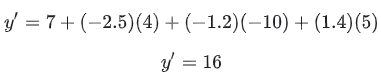 y′ = 7 + (−2.5)(4) + (−1.2)(−10) + (1.4)(5)
y′ = 16